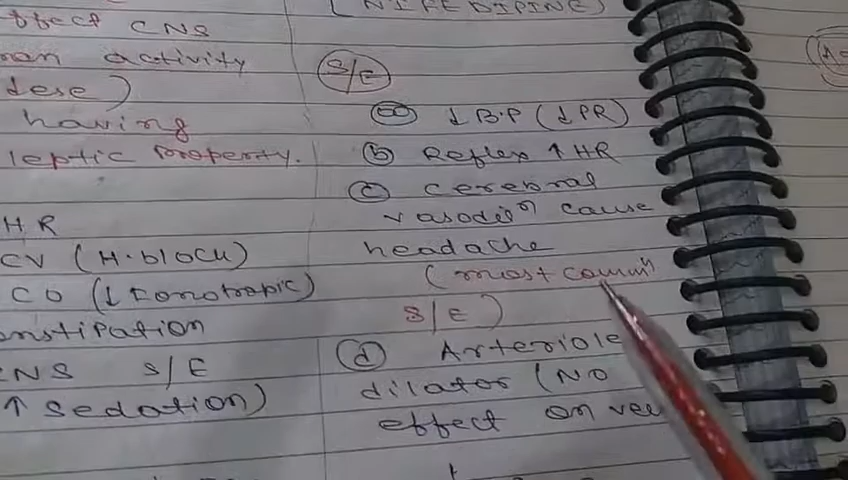 (NIFEDIPINE)
effect CNS
activity
dese)
having
leptic property.
HR
CV (H.block)
CO (↓ Ionotropic)
onstipation
CNS S/E
↑ sedation)
S/E
↓ B.P (↓ PR)
(b) Reflex ↑ HR
(c) cerebral
vasodilⁿ cause
headache
(most commⁿ
S/E)
(d) Arteriole
dilator (NO
effect on vei